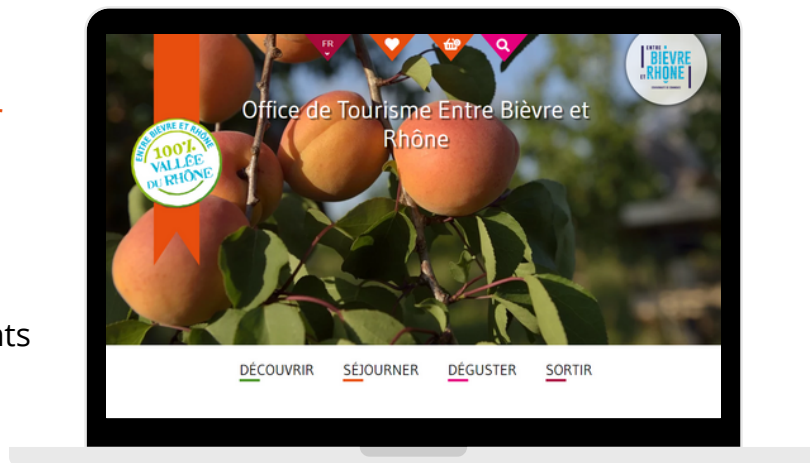 FR
ENTRE
BIÈVRE
ET RHÔNE
Office de Tourisme Entre Bièvre et
Rhône
ENTRE BIÈVRE ET RHÔNE
100%
VALLÉE
DU RHÔNE
nts
DÉCOUVRIR SÉJOURNER DÉGUSTER SORTIR